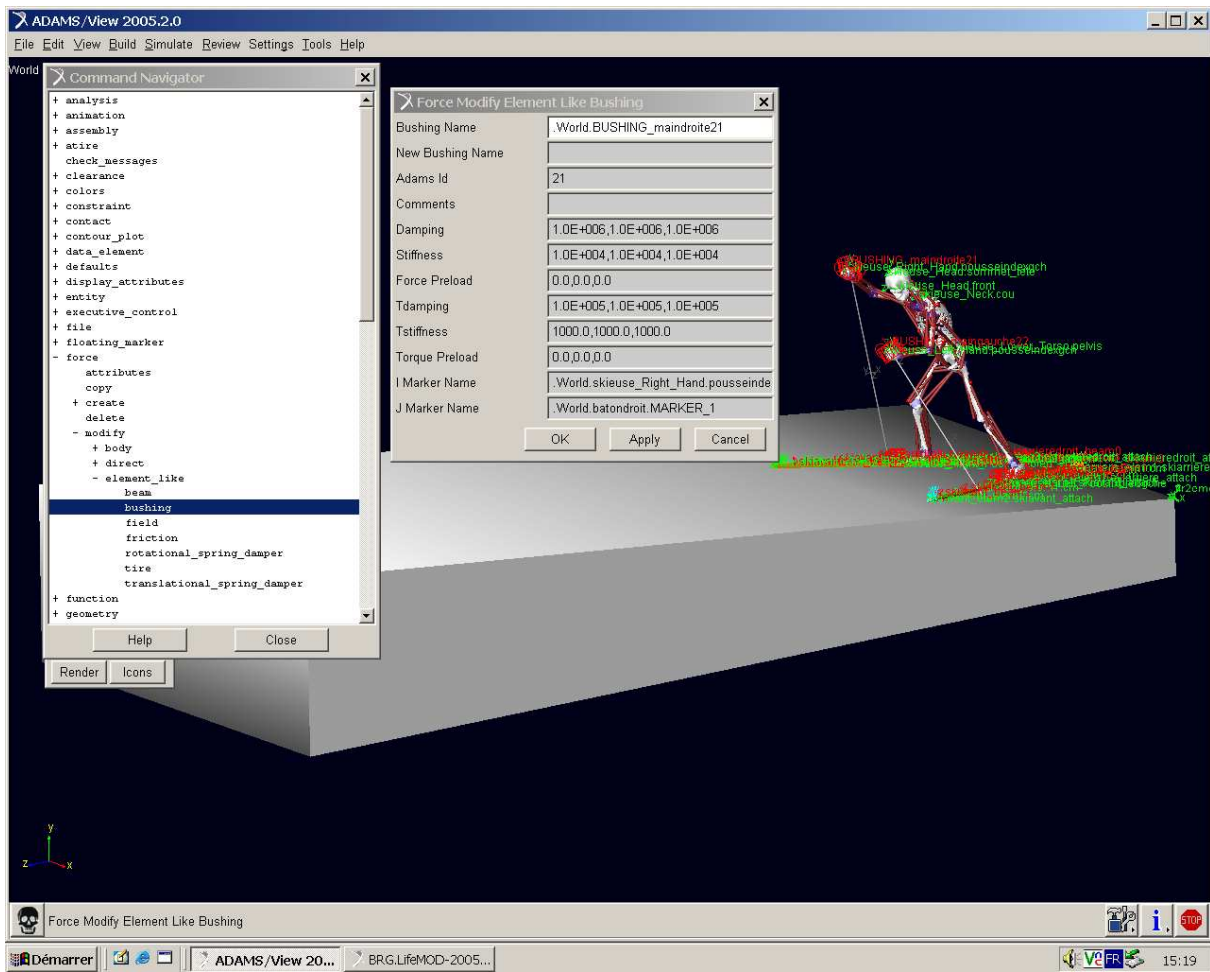 ADAMS/View 2005.2.0
File Edit View Build Simulate Review Settings Tools Help
World
Command Navigator
+ analysis
+ animation
+ assembly
+ atire
check_messages
+ clearance
+ colors
+ constraint
+ contact
+ contour_plot
+ data_element
+ defaults
+ display_attributes
+ entity
+ executive_control
+ file
+ floating_marker
- force
attributes
copy
+ create
delete
- modify
+ body
+ direct
- element_like
beam
bushing
field
friction
rotational_spring_damper
tire
translational_spring_damper
+ function
+ geometry
Help Close
Render Icons
Force Modify Element Like Bushing
Bushing Name .World.BUSHING_maindroite21
New Bushing Name
Adams Id 21
Comments
Damping 1.0E+006,1.0E+006,1.0E+006
Stiffness 1.0E+004,1.0E+004,1.0E+004
Force Preload 0.0,0.0,0.0
Tdamping 1.0E+005,1.0E+005,1.0E+005
Tstiffness 1000.0,1000.0,1000.0
Torque Preload 0.0,0.0,0.0
I Marker Name .World.skieuse_Right_Hand.pousseinde
J Marker Name .World.batondroit.MARKER_1
OK Apply Cancel
BUSHING_maindroite21
skieuse_Neck.cou
y
z x
Force Modify Element Like Bushing
i STOP
Démarrer ADAMS/View 20... BRG.LifeMOD-2005... FR 15:19